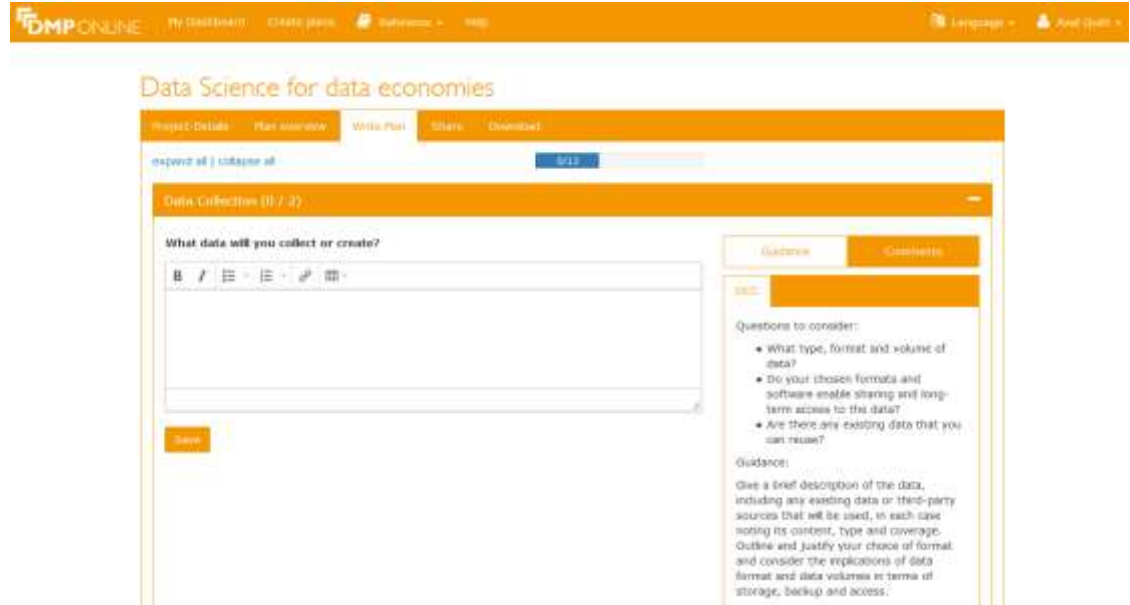 DMPONLINE My Dashboard Create plans Reference Help Language
Data Science for data economies
Project Details Plan overview Write Plan Share Download
expand all | collapse all
Data Collection (0 / 2)
What data will you collect or create?
Guidance Comments
B I
DCC
Questions to consider:
• What type, format and volume of
data?
• Do your chosen formats and
software enable sharing and long-
term access to the data?
• Are there any existing data that you
can reuse?
Save
Guidance:
Give a brief description of the data,
including any existing data or third-party
sources that will be used, in each case
noting its content, type and coverage.
Outline and justify your choice of format
and consider the implications of data
format and data volumes in terms of
storage, backup and access.